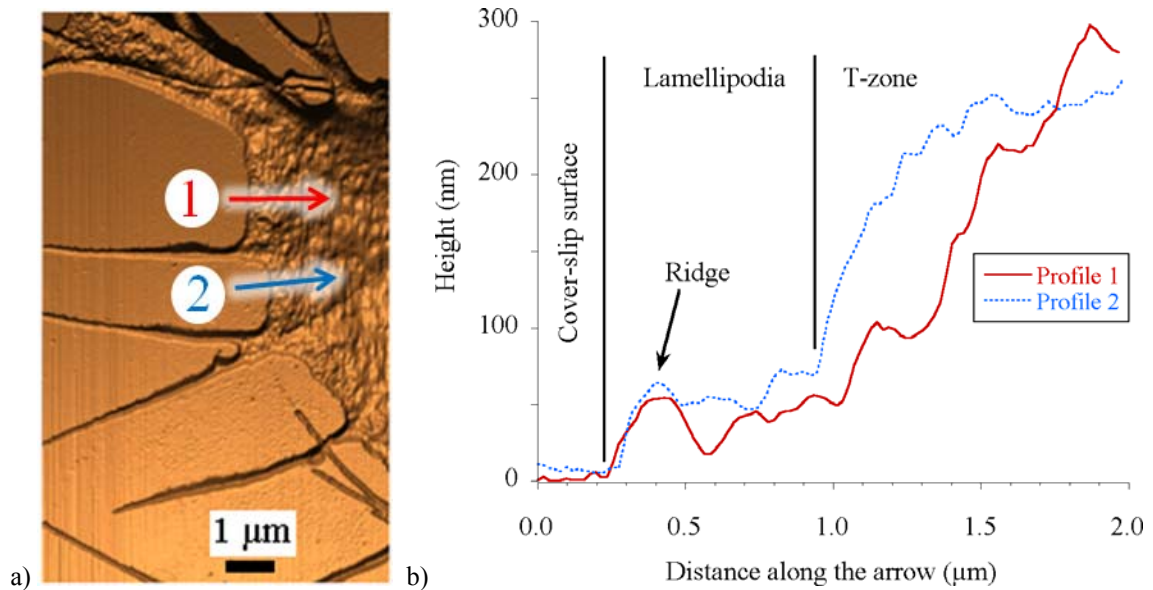 1
2
1 μm
a)
b)
Height (nm)
300
200
100
0
Cover-slip surface
Lamellipodia
T-zone
Ridge
Profile 1
Profile 2
0.0 0.5 1.0 1.5 2.0
Distance along the arrow (μm)